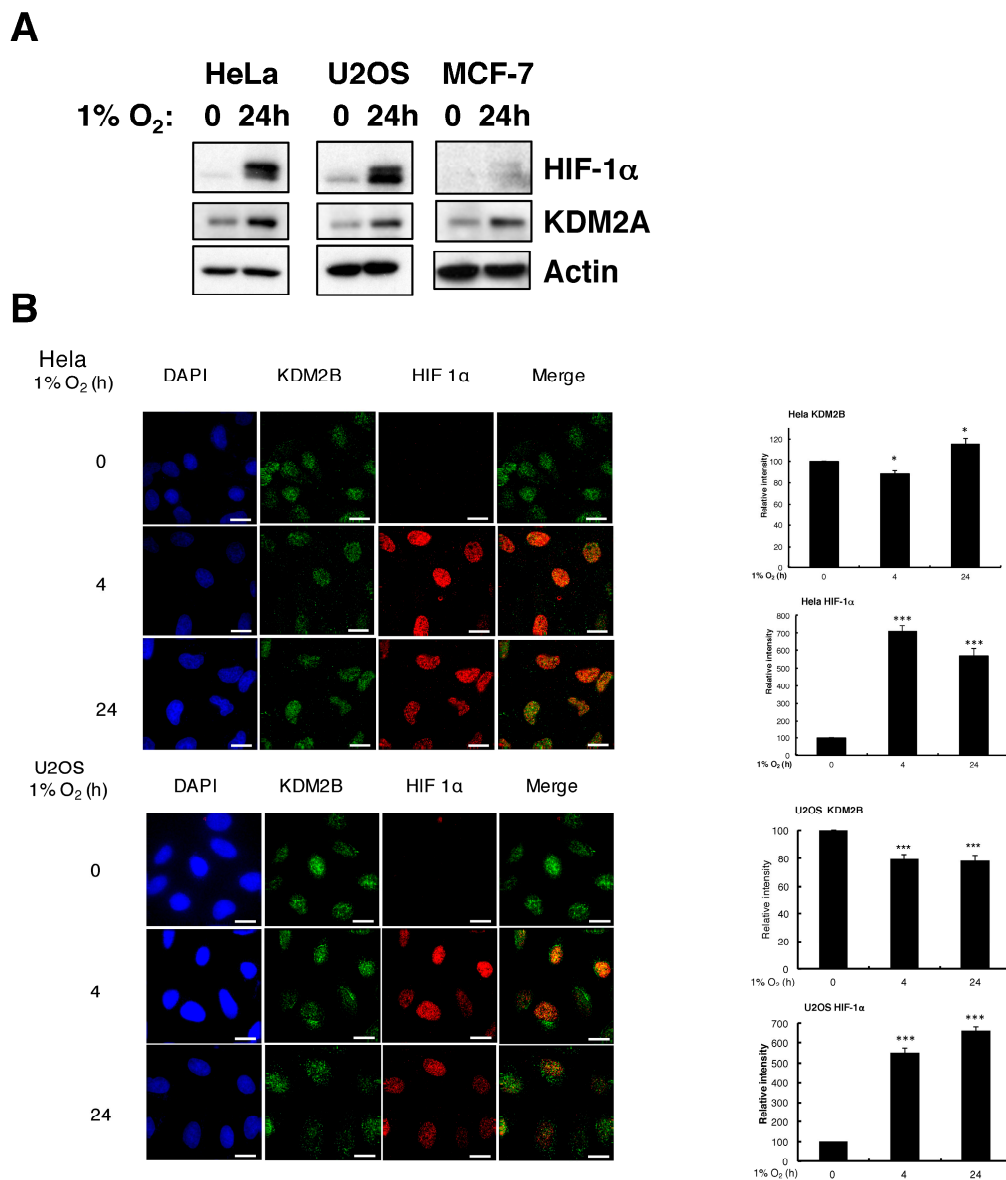 A
HeLa U2OS MCF-7
1% O₂: 0 24h 0 24h 0 24h
HIF-1α
KDM2A
Actin
B
Hela
1% O₂ (h)
DAPI KDM2B HIF 1α Merge
0
4
24
Hela KDM2B
Relative intensity
120
100
80
60
40
20
0
* *
1% O₂ (h) 0 4 24
Hela HIF-1α
Relative intensity
800
700
600
500
400
300
200
100
0
*** ***
1% O₂ (h) 0 4 24
U2OS
1% O₂ (h)
DAPI KDM2B HIF 1α Merge
0
4
24
U2OS KDM2B
Relative intensity
100
80
60
40
20
0
*** ***
1% O₂ (h) 0 4 24
U2OS HIF-1α
Relative intensity
700
600
500
400
300
200
100
0
*** ***
1% O₂ (h) 0 4 24